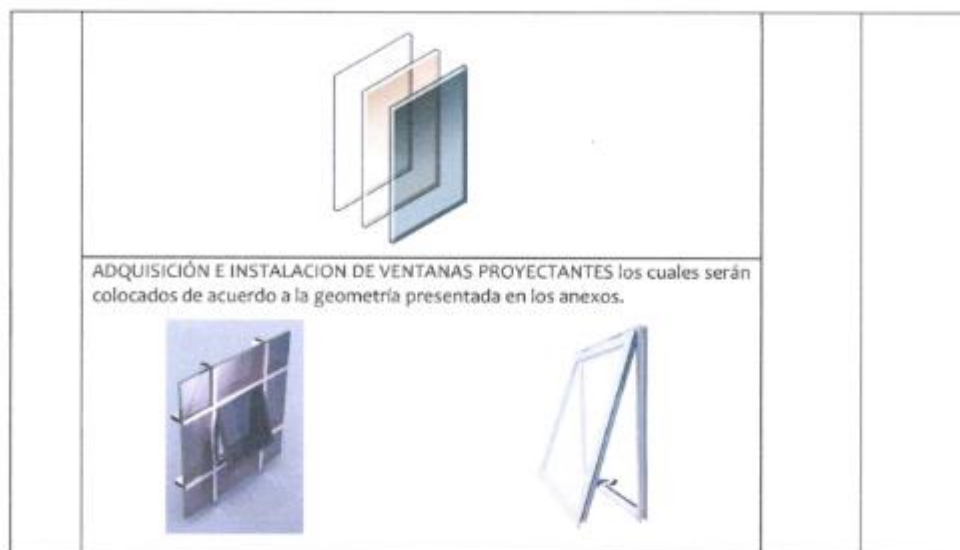 ADQUISICIÓN E INSTALACION DE VENTANAS PROYECTANTES los cuales serán
colocados de acuerdo a la geometría presentada en los anexos.